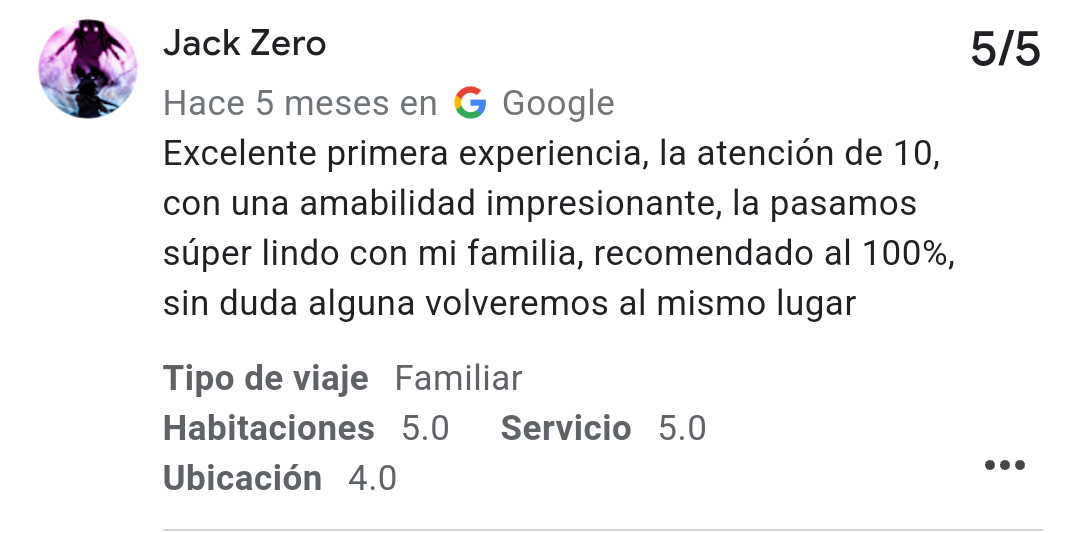 Jack Zero
5/5
Hace 5 meses en Google
Excelente primera experiencia, la atención de 10,
con una amabilidad impresionante, la pasamos
súper lindo con mi familia, recomendado al 100%,
sin duda alguna volveremos al mismo lugar
Tipo de viaje Familiar
Habitaciones 5.0 Servicio 5.0
Ubicación 4.0